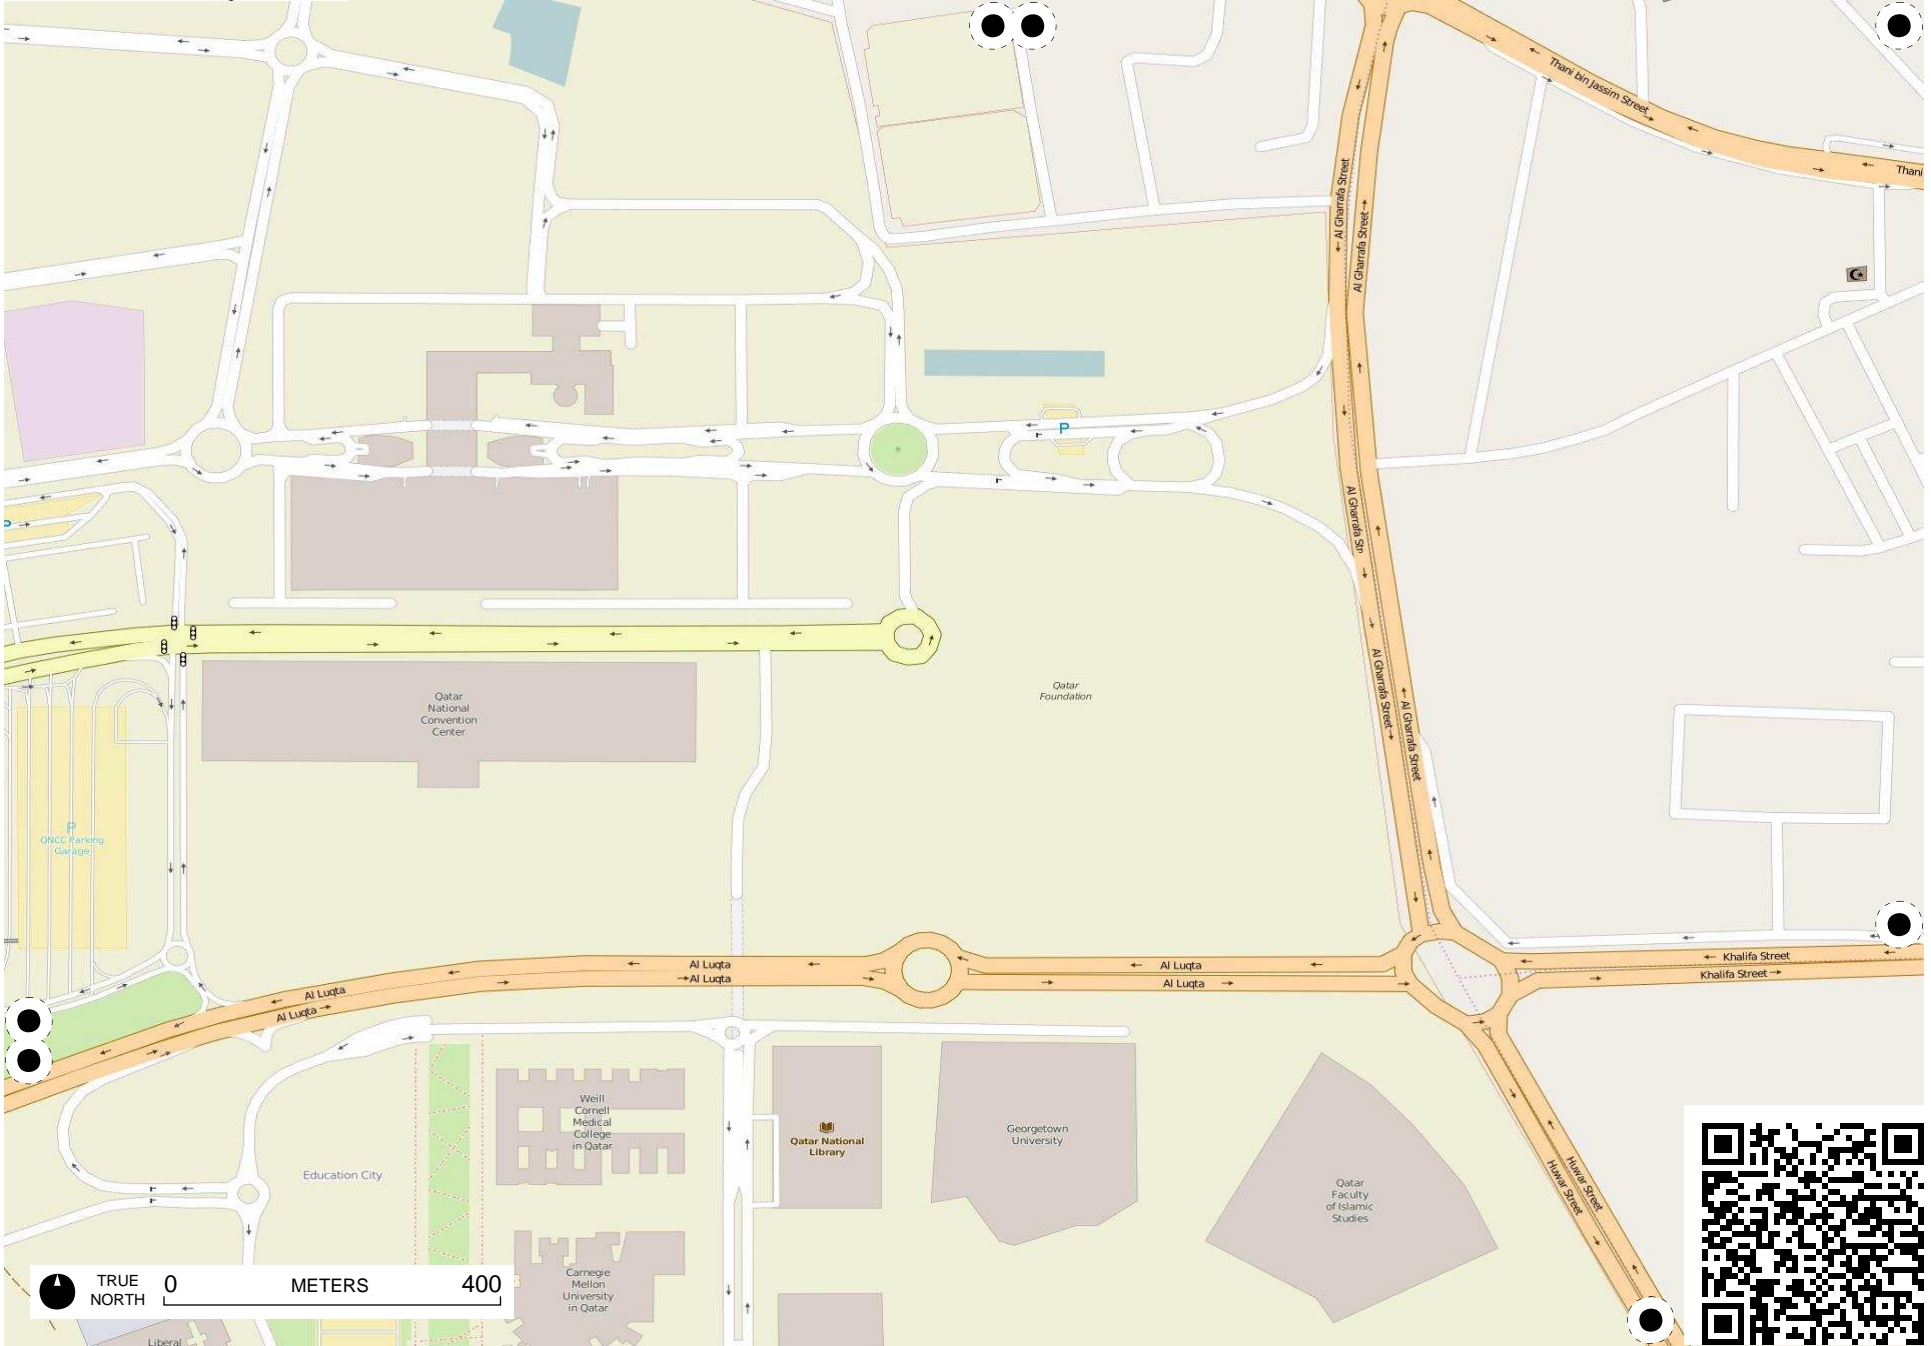 Thani bin Jassim Street
Thani
Al Gharrafa Street
Al Gharrafa Street
P
P
Al Gharrafa Str
Qatar
Foundation
Al Gharrafa Street
Al Gharrafa Street
Qatar
National
Convention
Center
P
QNCC Parking
Garage
Al Luqta
Al Luqta
Al Luqta
Al Luqta
Al Luqta
Al Luqta
Khalifa Street
Khalifa Street
Weill
Cornell
Medical
College
in Qatar
Qatar National
Library
Georgetown
University
Education City
Qatar
Faculty
of Islamic
Studies
Huwar Street
Huwar Street
Carnegie
Mellon
University
in Qatar
TRUE
NORTH
0 METERS 400
Liberal